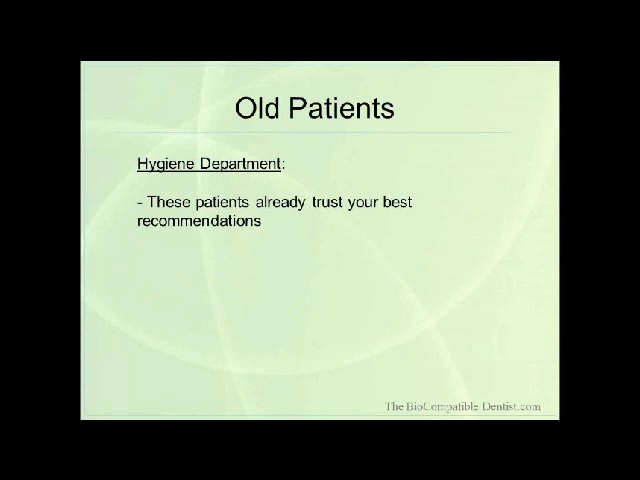 Old Patients
Hygiene Department:
- These patients already trust your best
recommendations
The BioCompatible Dentist.com